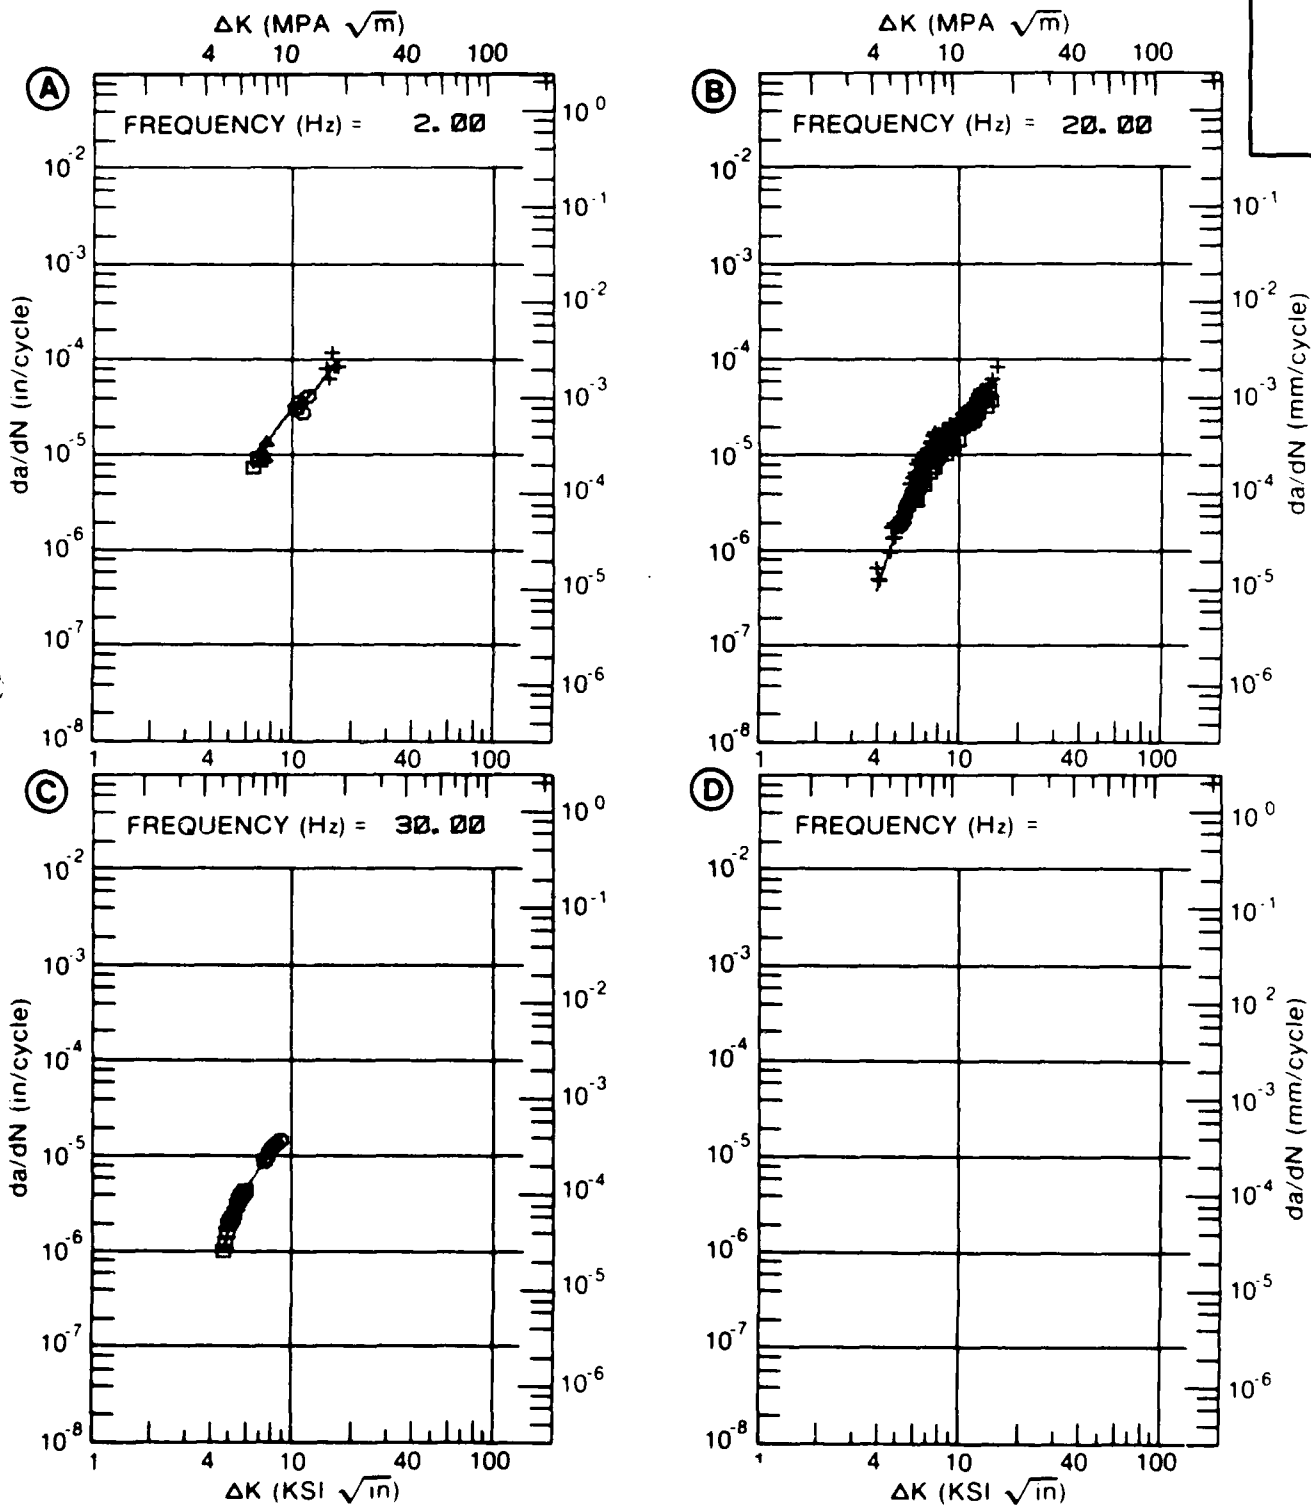 ΔK (MPA √m)
4 10 40 100
A
FREQUENCY (Hz) = 2.00
10⁻² 10⁻³ 10⁻⁴ 10⁻⁵ 10⁻⁶ 10⁻⁷ 10⁻⁸
da/dN (in/cycle)
10⁰ 10⁻¹ 10⁻² 10⁻³ 10⁻⁴ 10⁻⁵ 10⁻⁶
1 4 10 40 100
ΔK (MPA √m)
4 10 40 100
B
FREQUENCY (Hz) = 20.00
10⁻² 10⁻³ 10⁻⁴ 10⁻⁵ 10⁻⁶ 10⁻⁷ 10⁻⁸
10⁻¹ 10⁻² 10⁻³ 10⁻⁴ 10⁻⁵ 10⁻⁶
da/dN (mm/cycle)
1 4 10 40 100
C
FREQUENCY (Hz) = 30.00
10⁻² 10⁻³ 10⁻⁴ 10⁻⁵ 10⁻⁶ 10⁻⁷ 10⁻⁸
da/dN (in/cycle)
10⁰ 10⁻¹ 10⁻² 10⁻³ 10⁻⁴ 10⁻⁵ 10⁻⁶
1 4 10 40 100
ΔK (KSI √in)
D
FREQUENCY (Hz) =
10⁻² 10⁻³ 10⁻⁴ 10⁻⁵ 10⁻⁶ 10⁻⁷ 10⁻⁸
10⁰ 10⁻¹ 10² 10⁻³ 10⁻⁴ 10⁻⁵ 10⁻⁶
da/dN (mm/cycle)
1 4 10 40 100
ΔK (KSI √in)